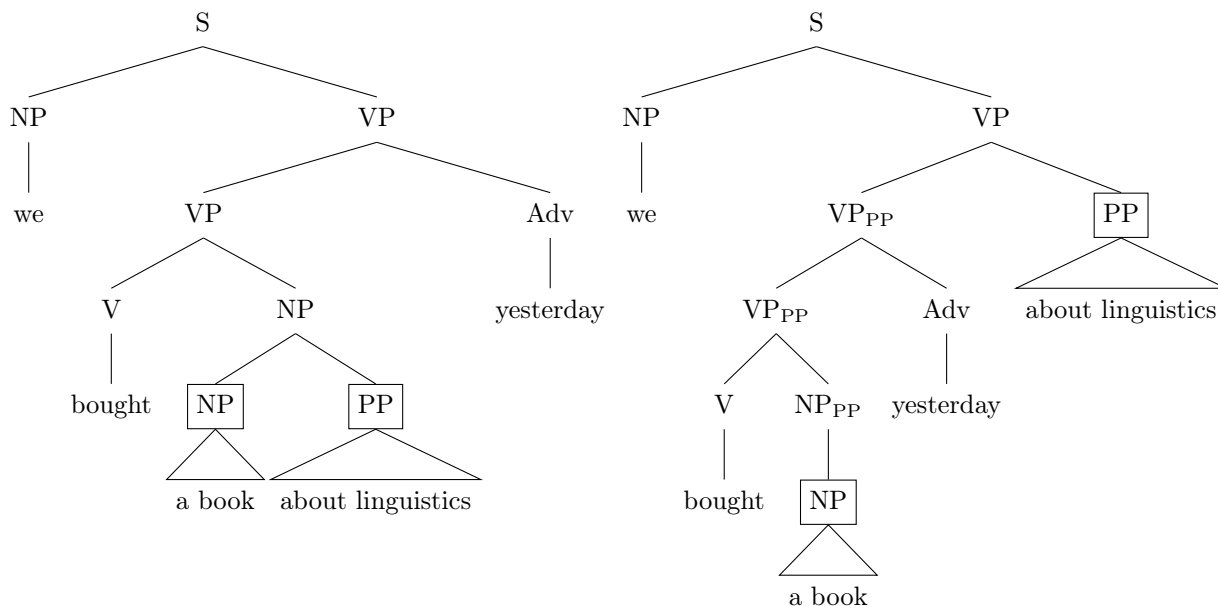 S S
NP VP NP VP
we VP Adv we VP_PP PP
V NP yesterday VP_PP Adv about linguistics
bought NP PP V NP_PP yesterday
a book about linguistics bought NP
a book